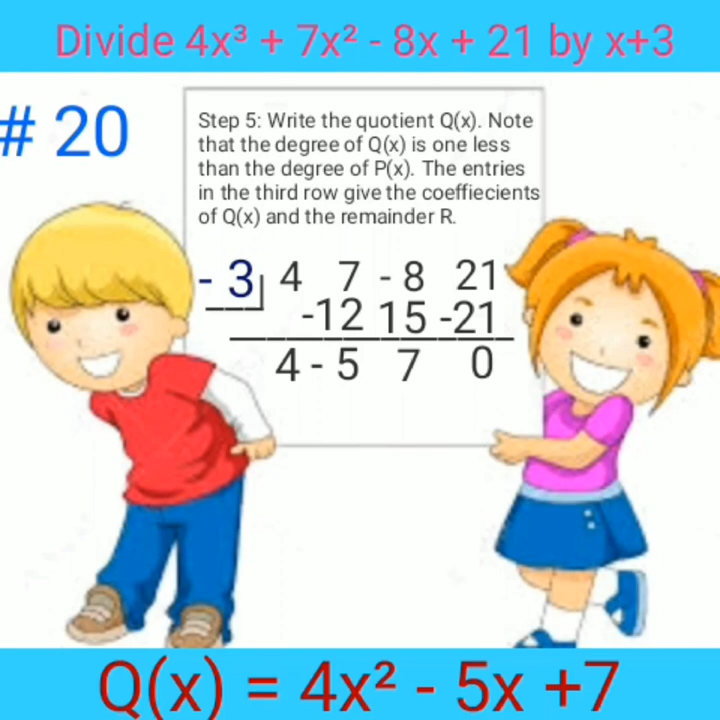 Divide 4x³ + 7x² - 8x + 21 by x+3
# 20
Step 5: Write the quotient Q(x). Note
that the degree of Q(x) is one less
than the degree of P(x). The entries
in the third row give the coeffiecients
of Q(x) and the remainder R.
- 3 4 7 - 8 21
-12 15 -21
4 - 5 7 0
Q(x) = 4x² - 5x +7